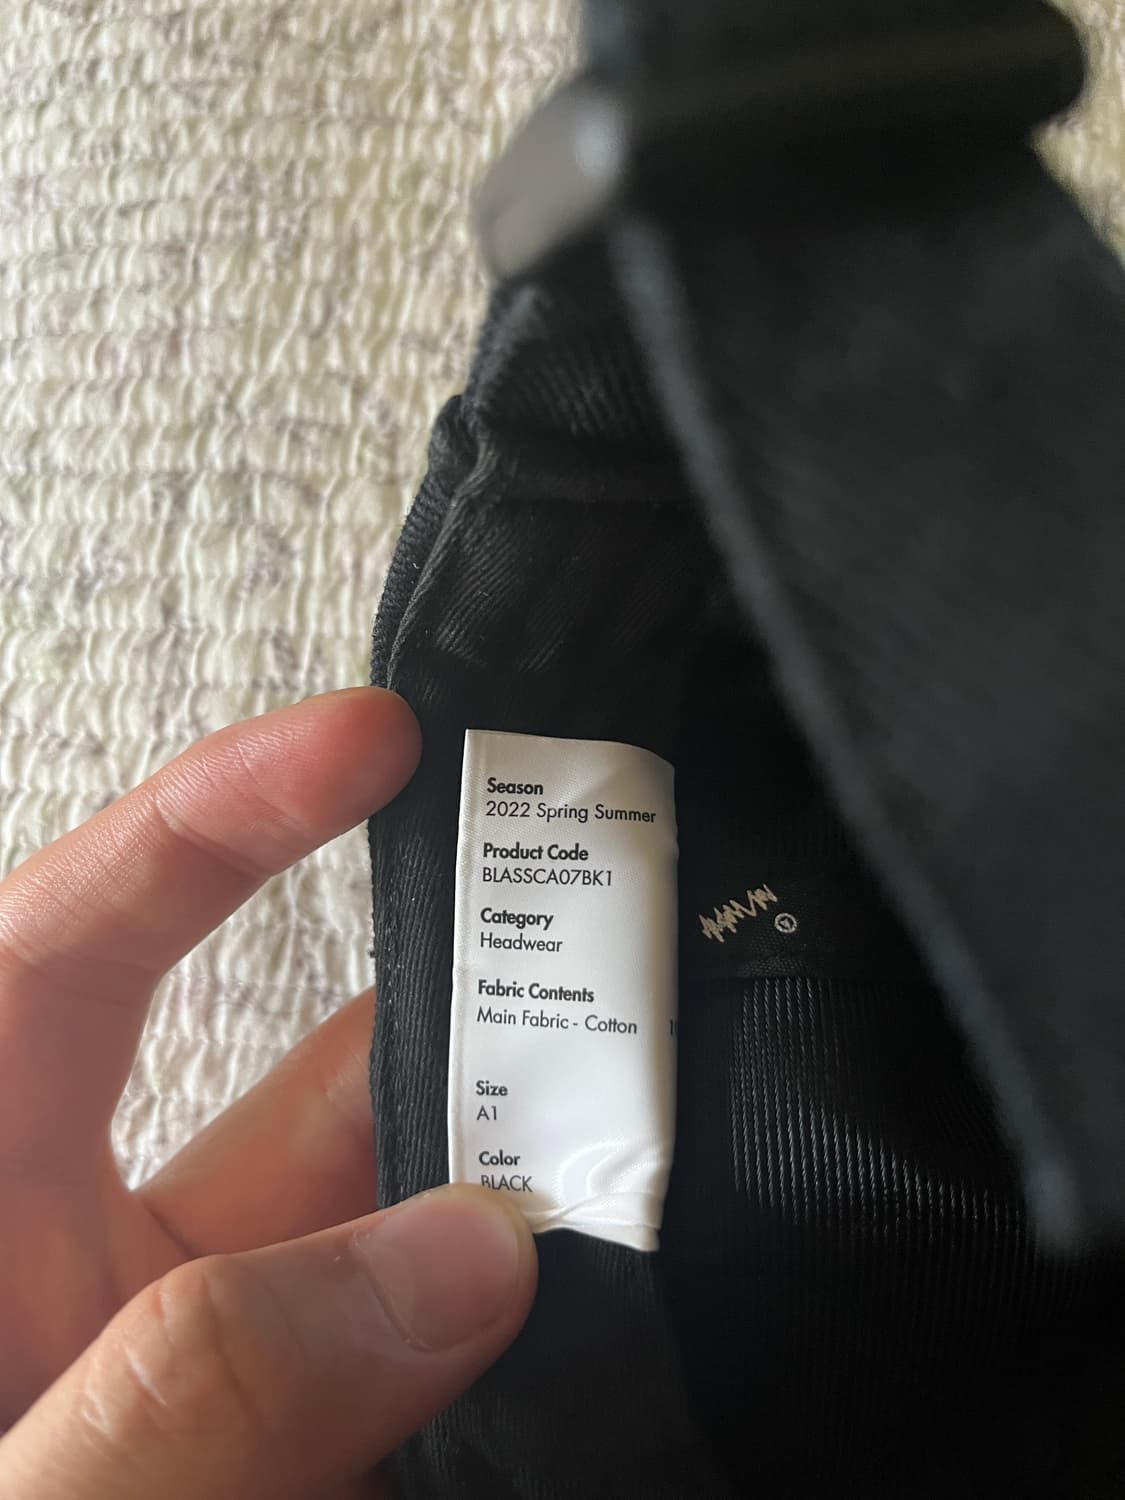 Season
2022 Spring Summer
Product Code
BLASSCA07BK1
Category
Headwear
Fabric Contents
Main Fabric - Cotton
Size
A1
Color
BLACK